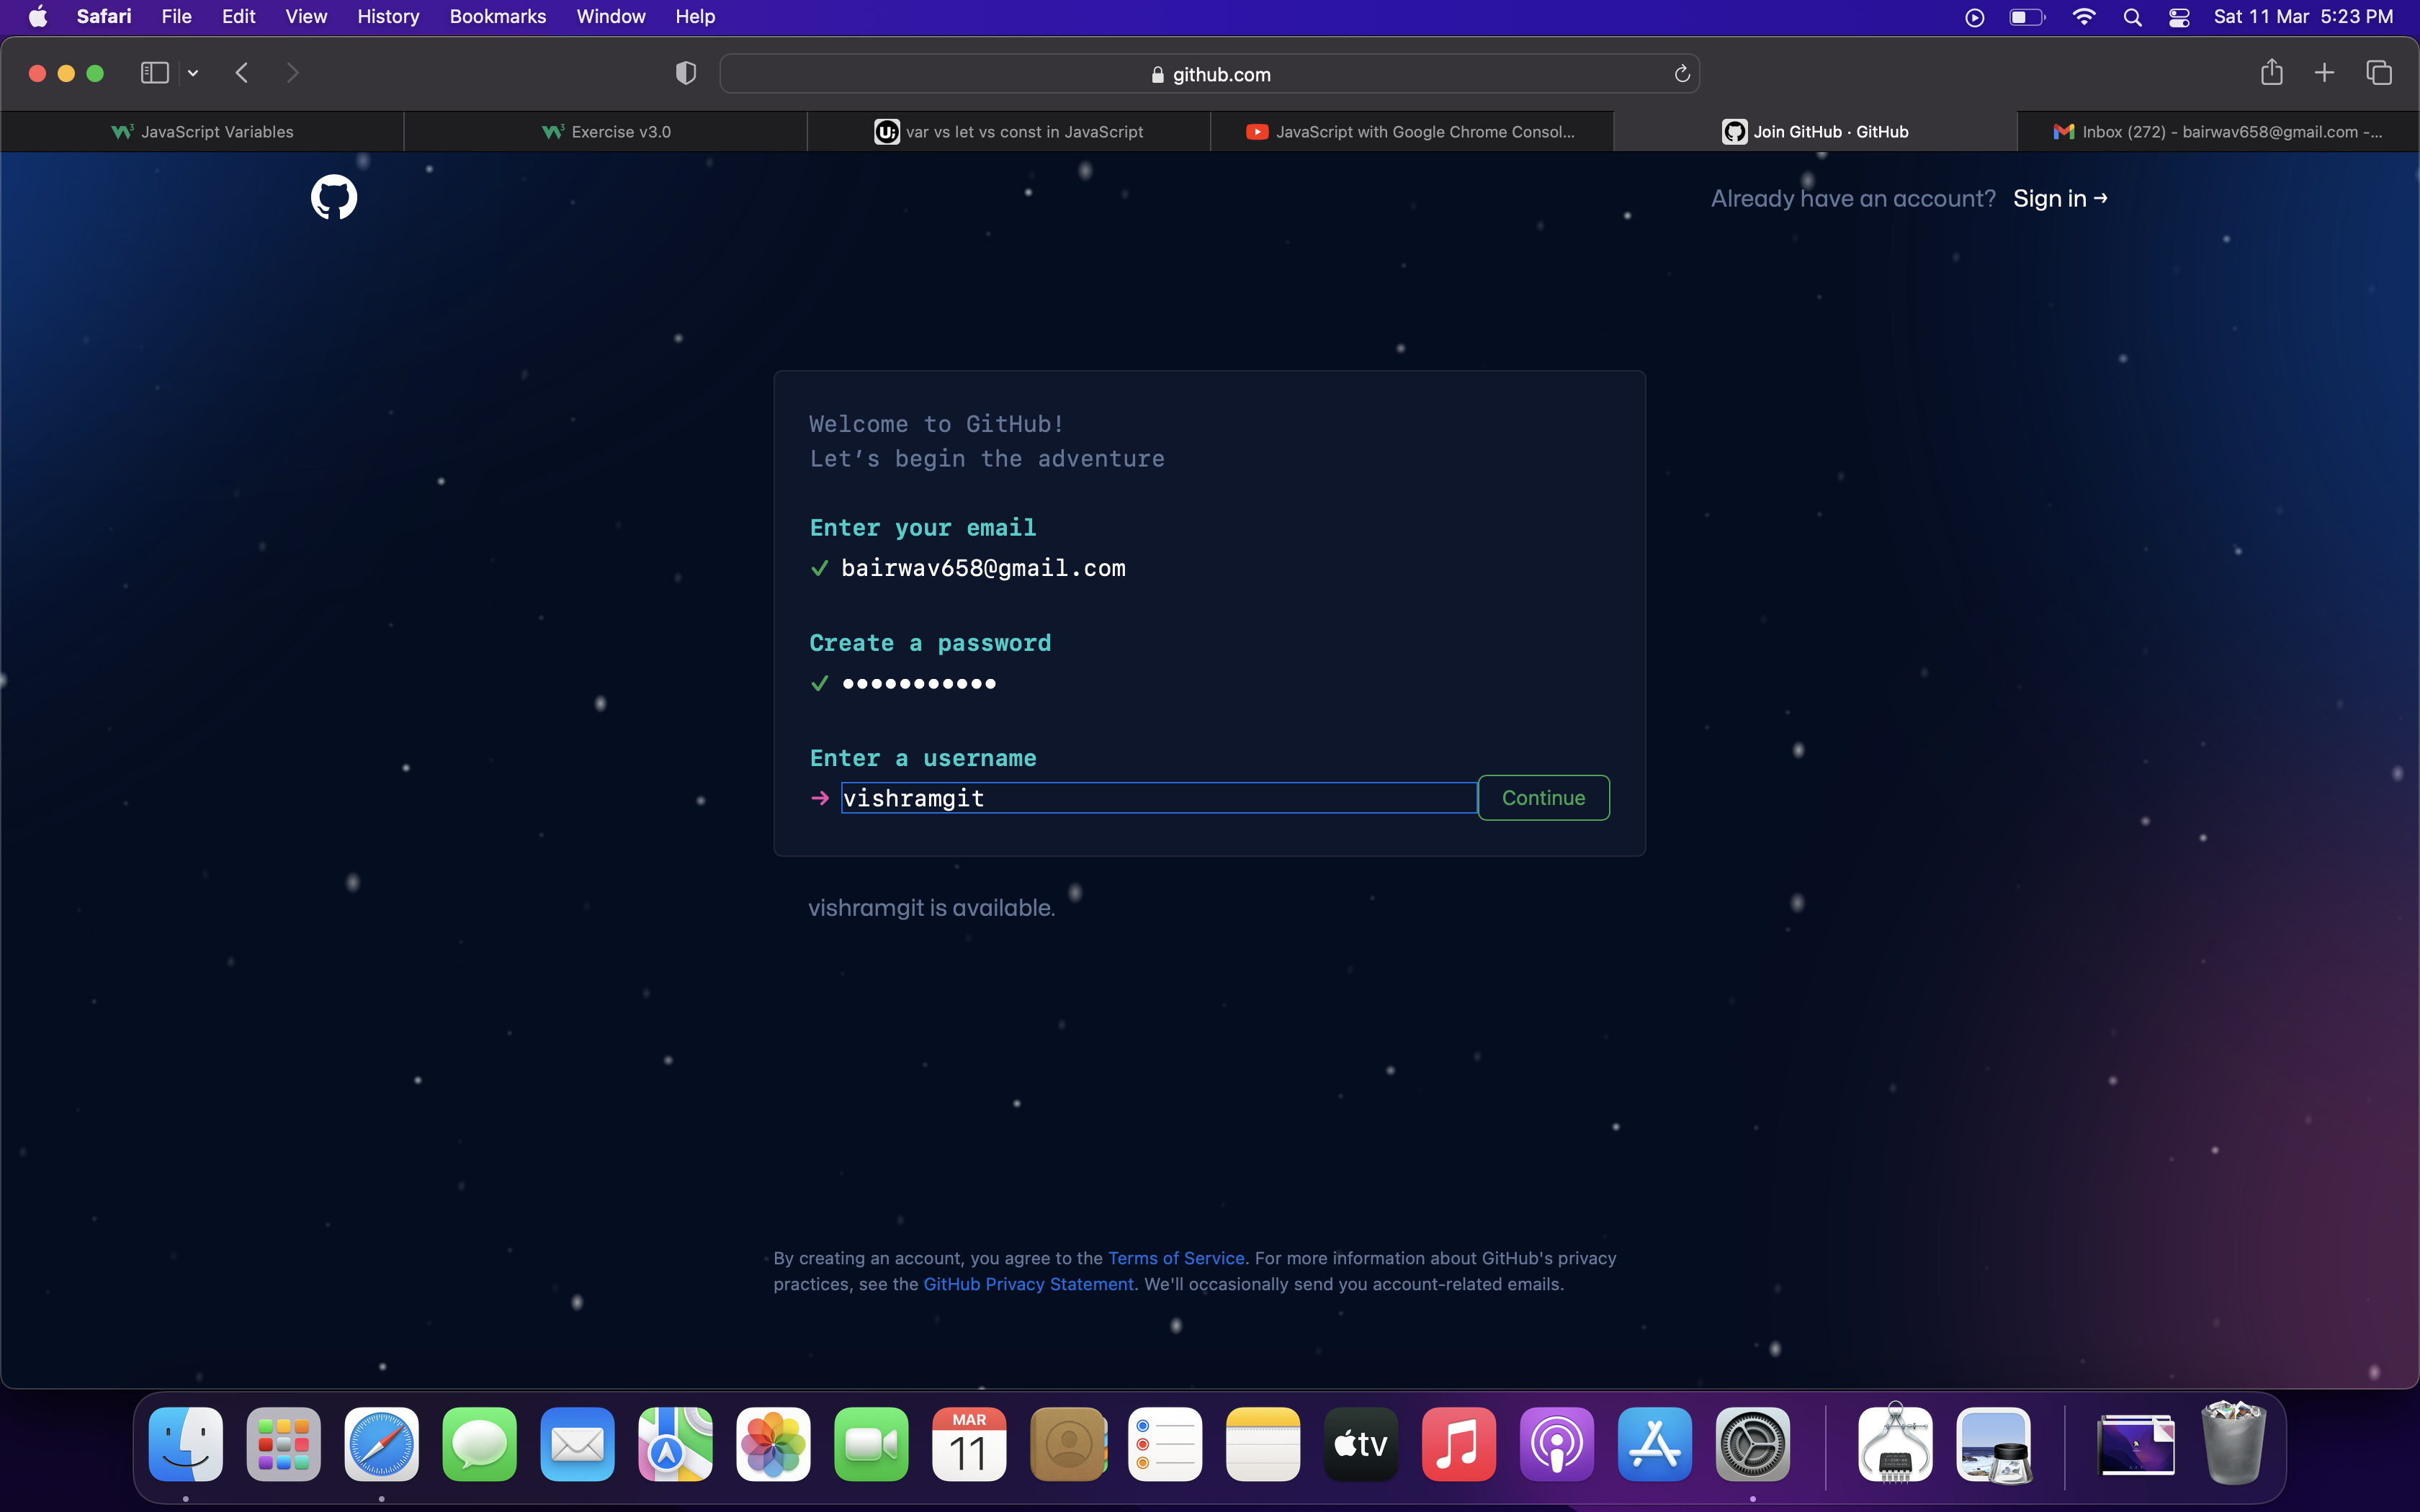 Safari File Edit View History Bookmarks Window Help Sat 11 Mar 5:23 PM
github.com
JavaScript Variables
Exercise v3.0
var vs let vs const in JavaScript
JavaScript with Google Chrome Consol...
Join GitHub · GitHub
Inbox (272) - bairwav658@gmail.com -...
Already have an account? Sign in →
Welcome to GitHub!
Let's begin the adventure
Enter your email
✓ bairwav658@gmail.com
Create a password
✓ •••••••••••
Enter a username
→ vishramgit Continue
vishramgit is available.
By creating an account, you agree to the Terms of Service. For more information about GitHub's privacy
practices, see the GitHub Privacy Statement. We'll occasionally send you account-related emails.
MAR
11
tv